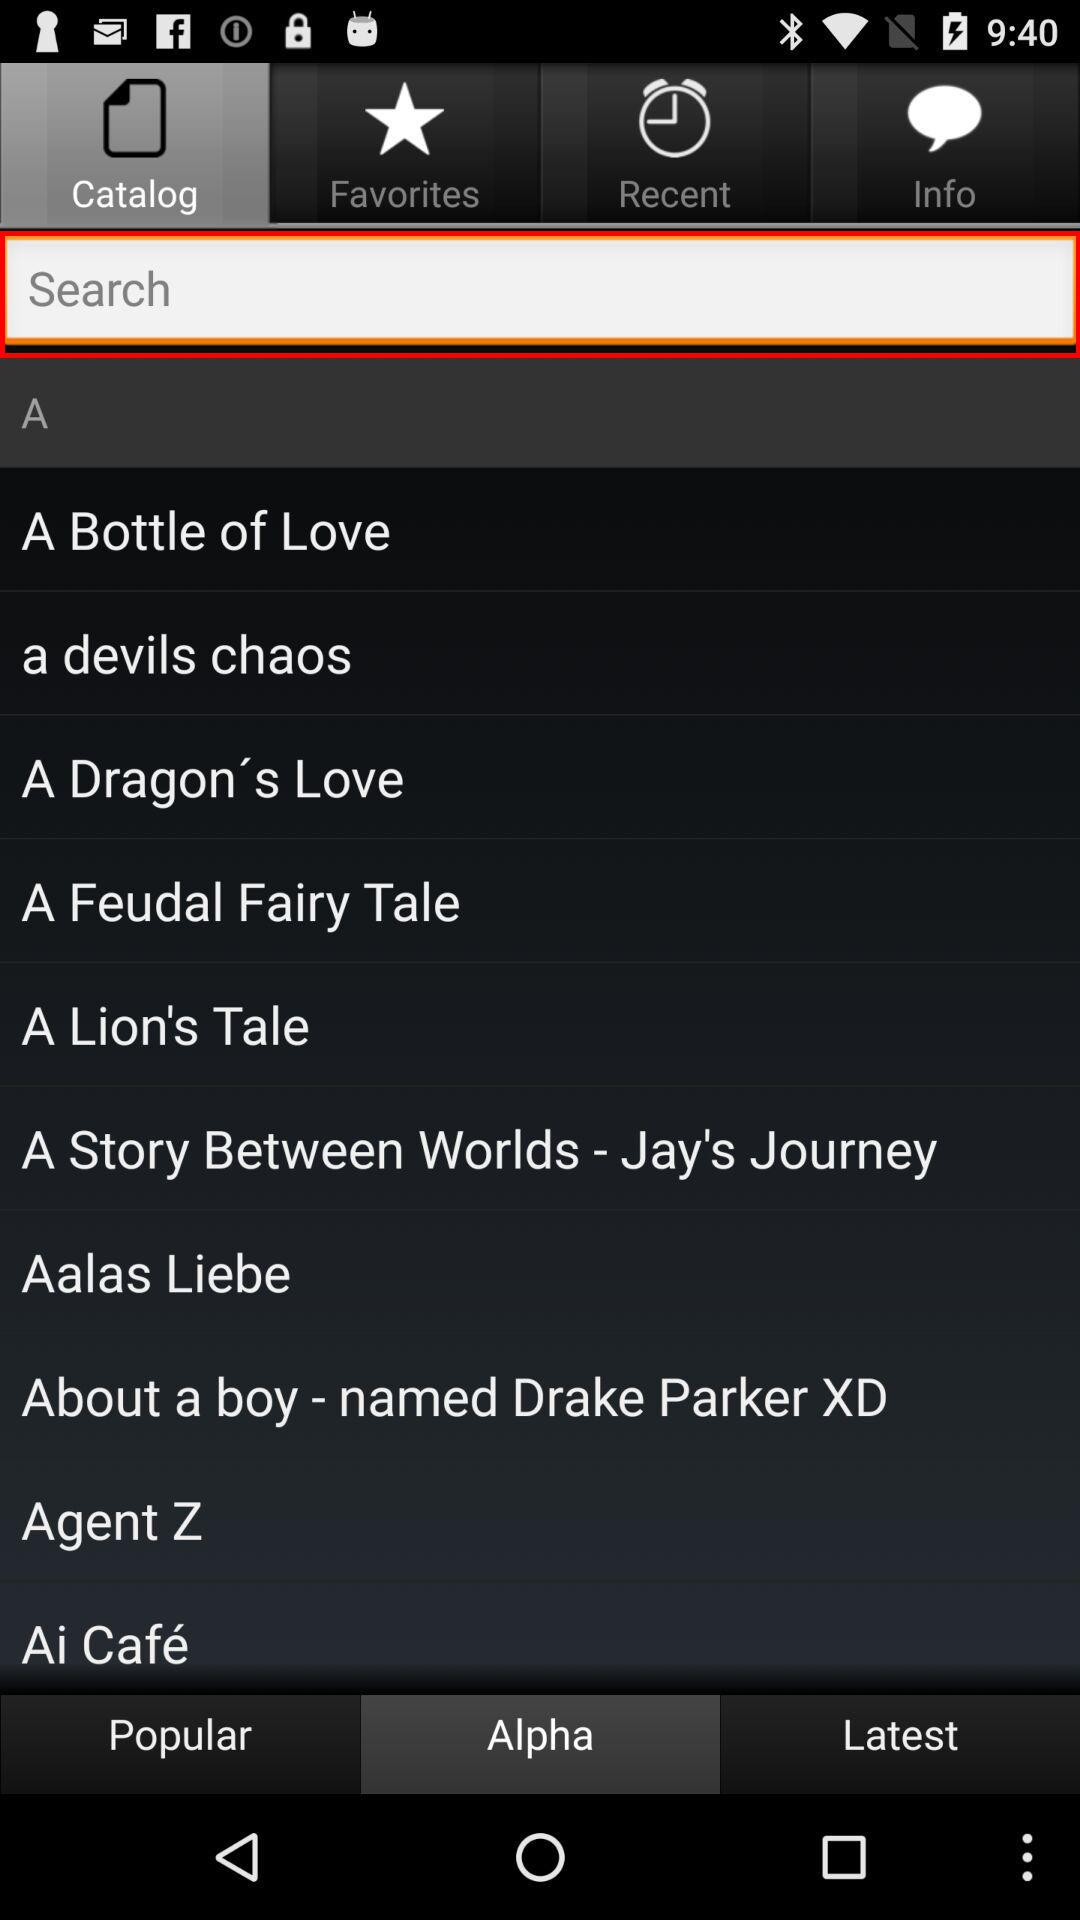 9:40
Catalog
Favorites
Recent
Info
Search
A
A Bottle of Love
a devils chaos
A Dragon´s Love
A Feudal Fairy Tale
A Lion's Tale
A Story Between Worlds - Jay's Journey
Aalas Liebe
About a boy - named Drake Parker XD
Agent Z
Ai Café
Popular
Alpha
Latest